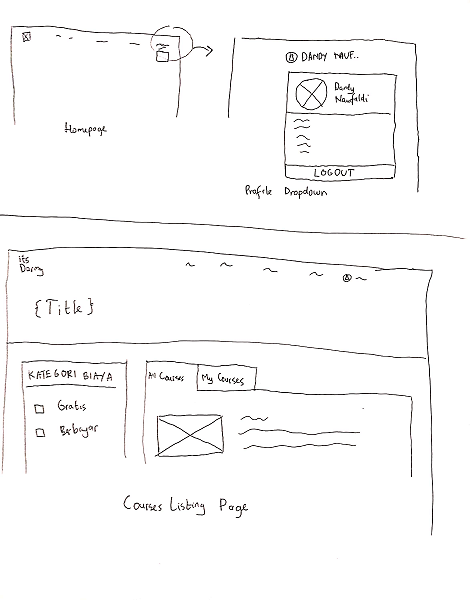 DANDY NAUF..
Dandy
Naufaldi
LOGOUT
Homepage
Profile Dropdown
its
Danny
{Title}
KATEGORI BIAYA
Gratis
Berbayar
All Courses
My Courses
Courses Listing Page